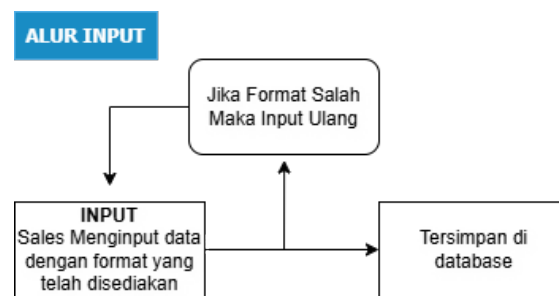 ALUR INPUT
Jika Format Salah
Maka Input Ulang
INPUT
Sales Menginput data
dengan format yang
telah disediakan
Tersimpan di
database